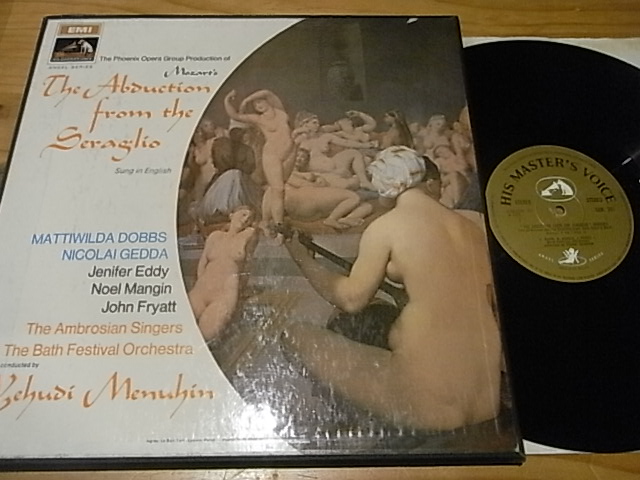 EMI
ANGEL SERIES
The Phoenix Opera Group Production of
Mozart's
The Abduction
from the
Seraglio
Sung in English
MATTIWILDA DOBBS
NICOLAI GEDDA
Jenifer Eddy
Noel Mangin
John Fryatt
The Ambrosian Singers
The Bath Festival Orchestra
conducted by
Yehudi Menuhin
HIS MASTER'S VOICE
STEREO
ANGEL SERIES